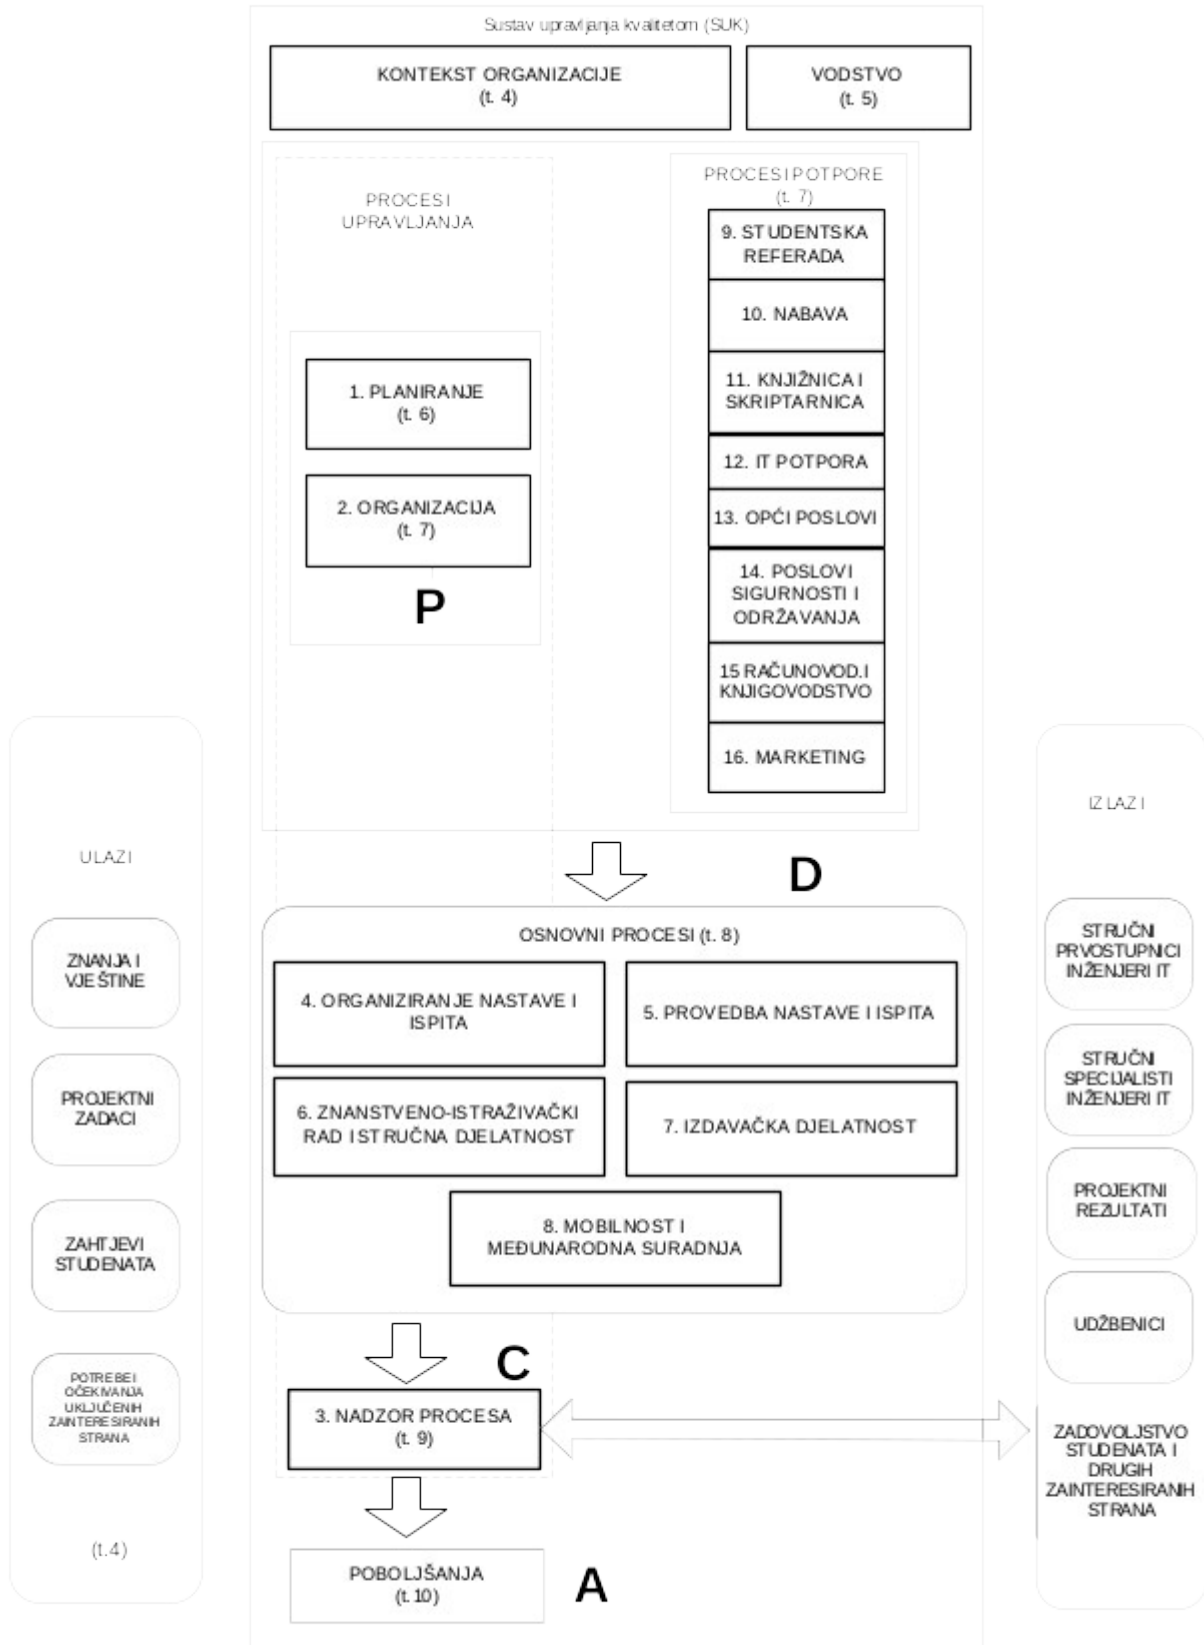 Sustav upravljanja kvalitetom (SUK)
KONTEKST ORGANIZACIJE
(t. 4)
VODSTVO
(t. 5)
PROCESI
UPRAVLJANJA
1. PLANIRANJE
(t. 6)
2. ORGANIZACIJA
(t. 7)
P
PROCESI POTPORE
(t. 7)
9. STUDENTSKA
REFERADA
10. NABAVA
11. KNJIŽNICA I
SKRIPTARNICA
12. IT POTPORA
13. OPĆI POSLOVI
14. POSLOVI
SIGURNOSTI I
ODRŽAVANJA
15 RAČUNOVOD.I
KNJIGOVODSTVO
16. MARKETING
D
ULAZI
ZNANJA I
VJEŠTINE
PROJEKTNI
ZADACI
ZAHTJEVI
STUDENATA
POTREBE I
OČEKIVANJA
UKLJUČENIH
ZAINTERESIRANIH
STRANA
(t.4)
OSNOVNI PROCESI (t. 8)
4. ORGANIZIRANJE NASTAVE I
ISPITA
5. PROVEDBA NASTAVE I ISPITA
6. ZNANSTVENO-ISTRAŽIVAČKI
RAD I STRUČNA DJELATNOST
7. IZDAVAČKA DJELATNOST
8. MOBILNOST I
MEĐUNARODNA SURADNJA
C
3. NADZOR PROCESA
(t. 9)
POBOLJŠANJA
(t. 10)
A
IZLAZI
STRUČNI
PRVOSTUPNICI
INŽENJERI IT
STRUČNI
SPECIJALISTI
INŽENJERI IT
PROJEKTNI
REZULTATI
UDŽBENICI
ZADOVOLJSTVO
STUDENATA I
DRUGIH
ZAINTERESIRANIH
STRANA